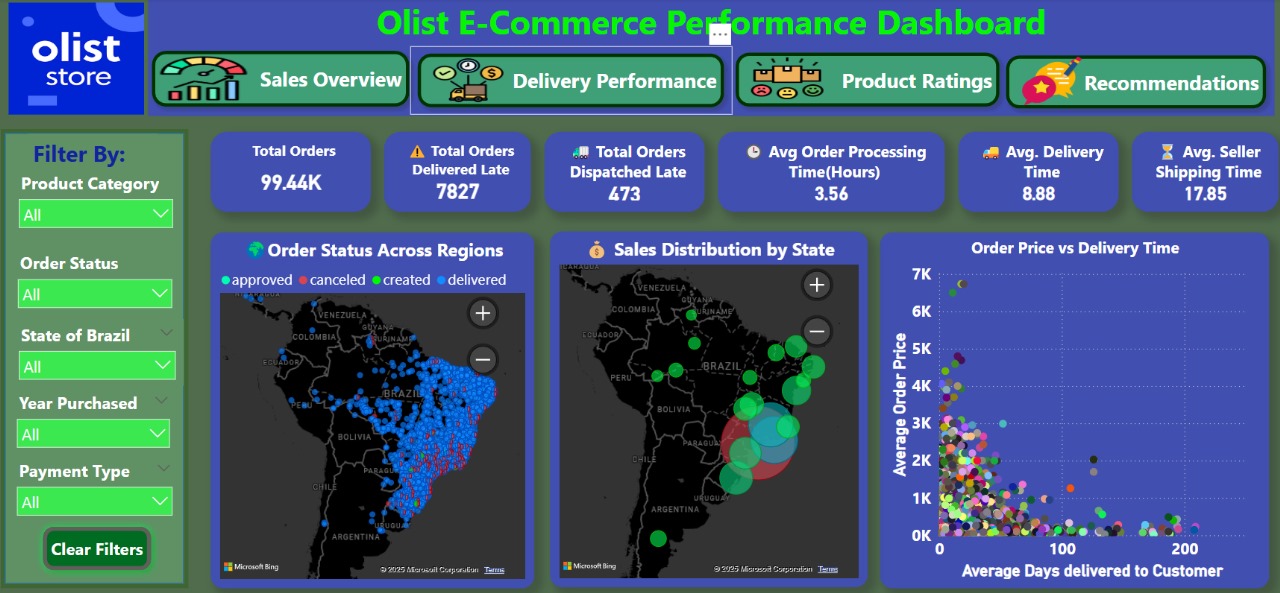 olist
store
Olist E-Commerce Performance Dashboard
...
Sales Overview
Delivery Performance
Product Ratings
Recommendations
Filter By:
Product Category
All
Order Status
All
State of Brazil
All
Year Purchased
All
Payment Type
All
Clear Filters
Total Orders
99.44K
Total Orders
Delivered Late
7827
Total Orders
Dispatched Late
473
Avg Order Processing
Time(Hours)
3.56
Avg. Delivery
Time
8.88
Avg. Seller
Shipping Time
17.85
Order Status Across Regions
approved canceled created delivered
VENEZUELA
GUYANA
SURINAME
COLOMBIA
ECUADOR
PERU
BRAZIL
BOLIVIA
PARAGU
CHILE
URUGUA
ARGENTINA
Microsoft Bing
© 2025 Microsoft Corporation Terms
+
−
Sales Distribution by State
VENEZUELA
GUYANA
SURINAME
COLOMBIA
ECUADOR
PERU
BRAZIL
BOLIVIA
PARAGUA
CHILE
URUGUAY
ARGENTINA
Microsoft Bing
© 2025 Microsoft Corporation Terms
+
−
Order Price vs Delivery Time
Average Order Price
7K
6K
5K
4K
3K
2K
1K
0K
0 100 200
Average Days delivered to Customer